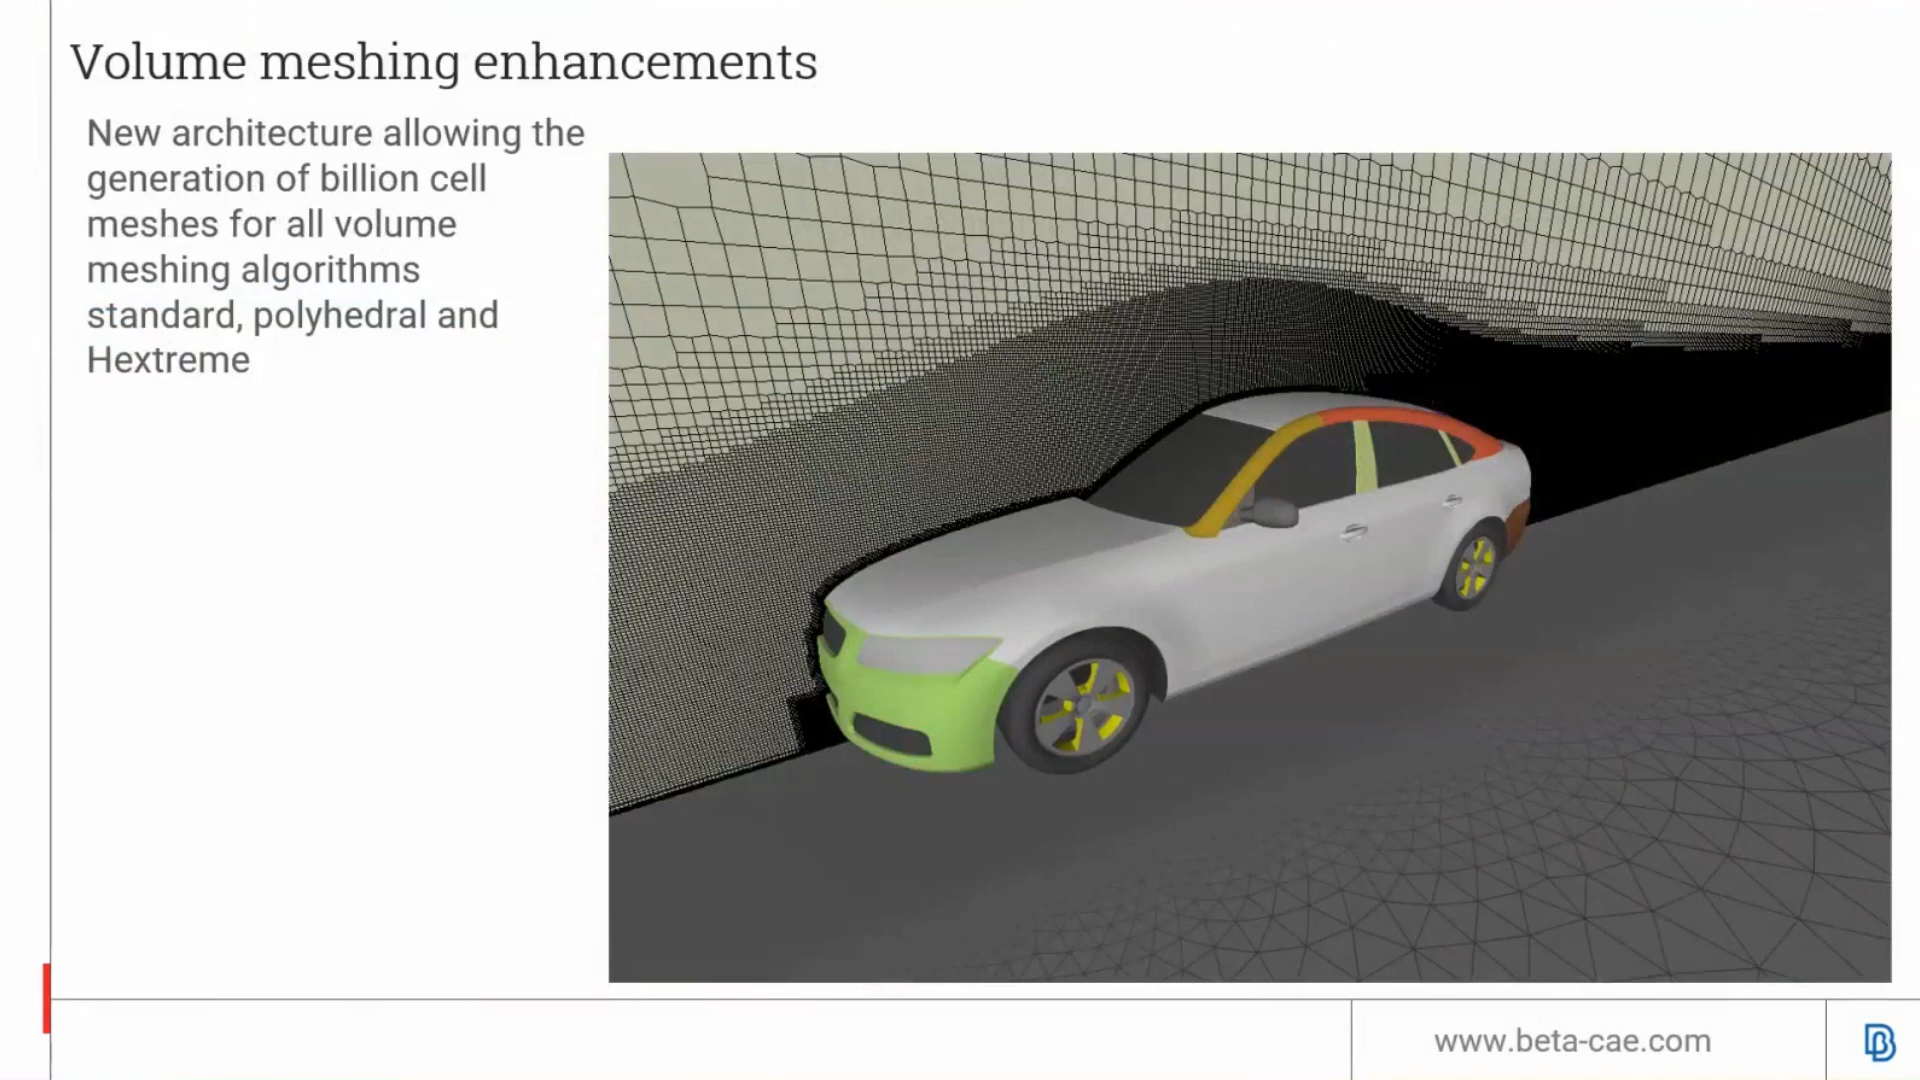 Volume meshing enhancements
New architecture allowing the
generation of billion cell
meshes for all volume
meshing algorithms
standard, polyhedral and
Hextreme
www.beta-cae.com